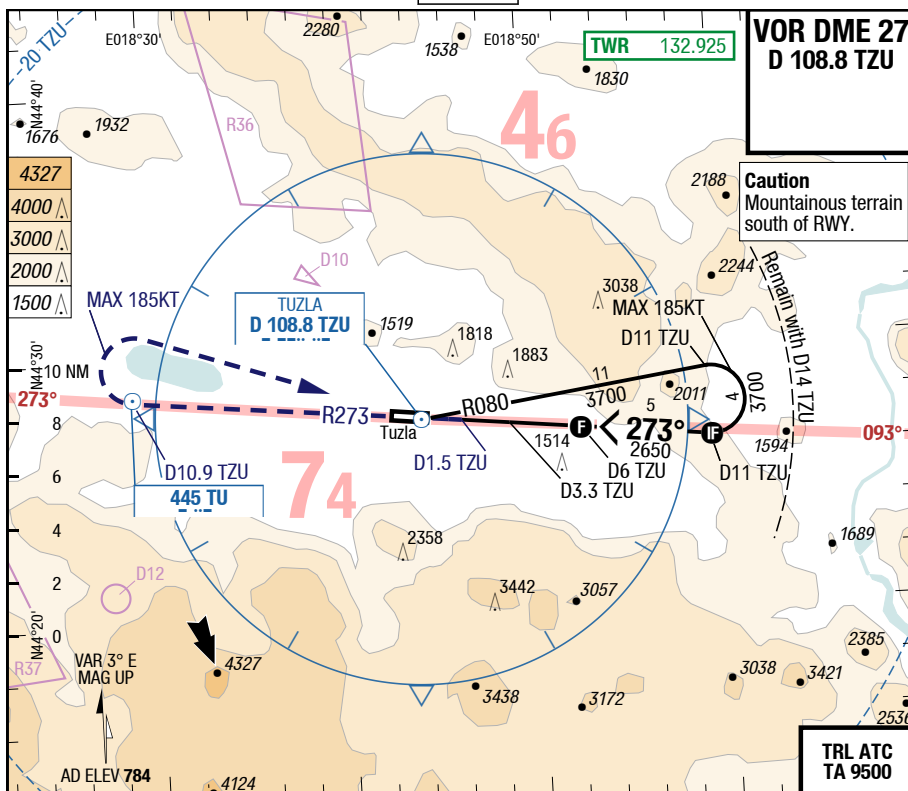 VOR DME 27
D 108.8 TZU
20 TZU
E018°30'
2280
1538
E018°50'
TWR 132.925
1830
N44°40'
1676
1932
R36
46
Caution
Mountainous terrain
south of RWY.
2188
4327
4000
3000
2000
1500
D10
2244
Remain with D14 TZU
MAX 185KT
TUZLA
D 108.8 TZU
1519
1818
1883
3038
MAX 185KT
D11 TZU
N44°30'
10 NM
11
3700
2011
4
3700
273°
8
R273
Tuzla
R080
5
F
273°
2650
IF
1594
093°
1514
D1.5 TZU
D6 TZU
D11 TZU
D3.3 TZU
D10.9 TZU
445 TU
74
6
4
2
0
2358
1689
D12
3442
3057
N44°20'
R37
VAR 3° E
MAG UP
4327
3438
3172
3038
3421
2385
2536
AD ELEV 784
4124
TRL ATC
TA 9500